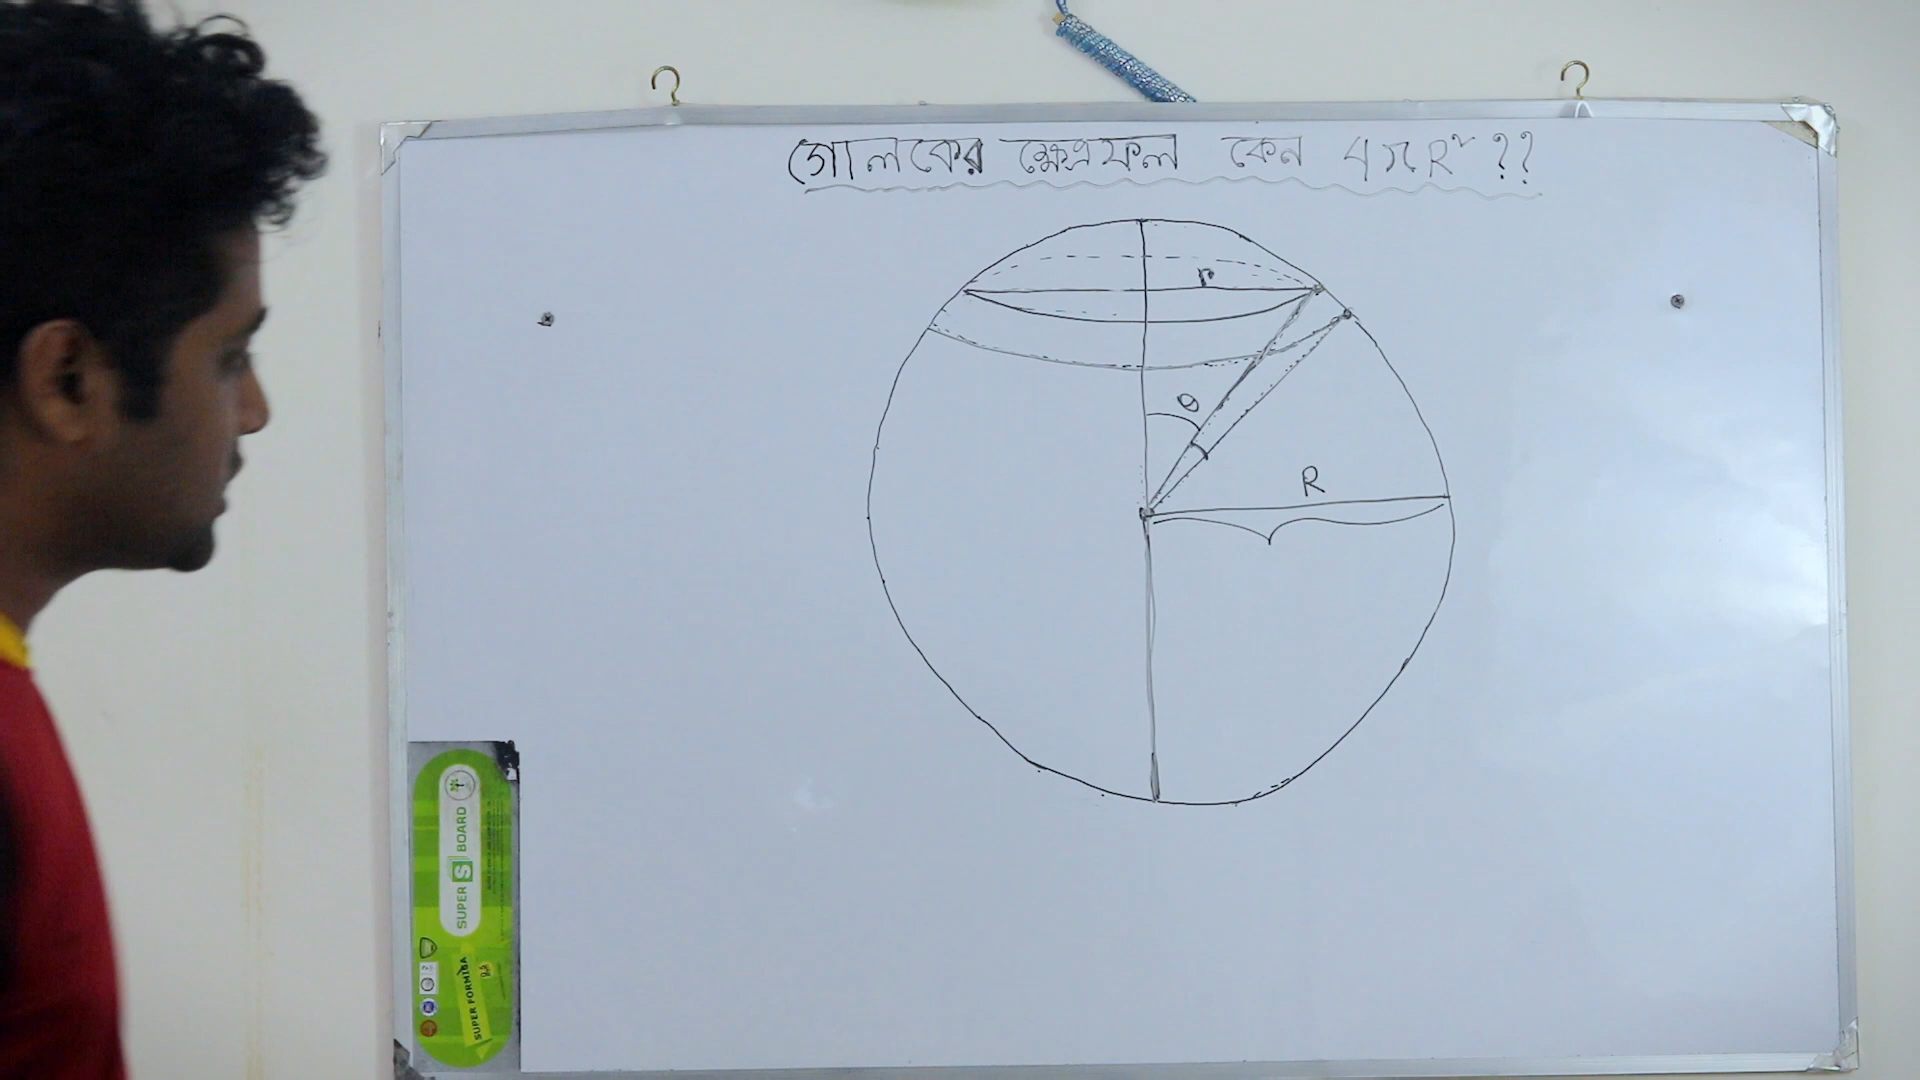 গোলকের ক্ষেত্রফল কেন 4πR² ??
r
θ
R
SUPER S BOARD
SUPER FORMICA